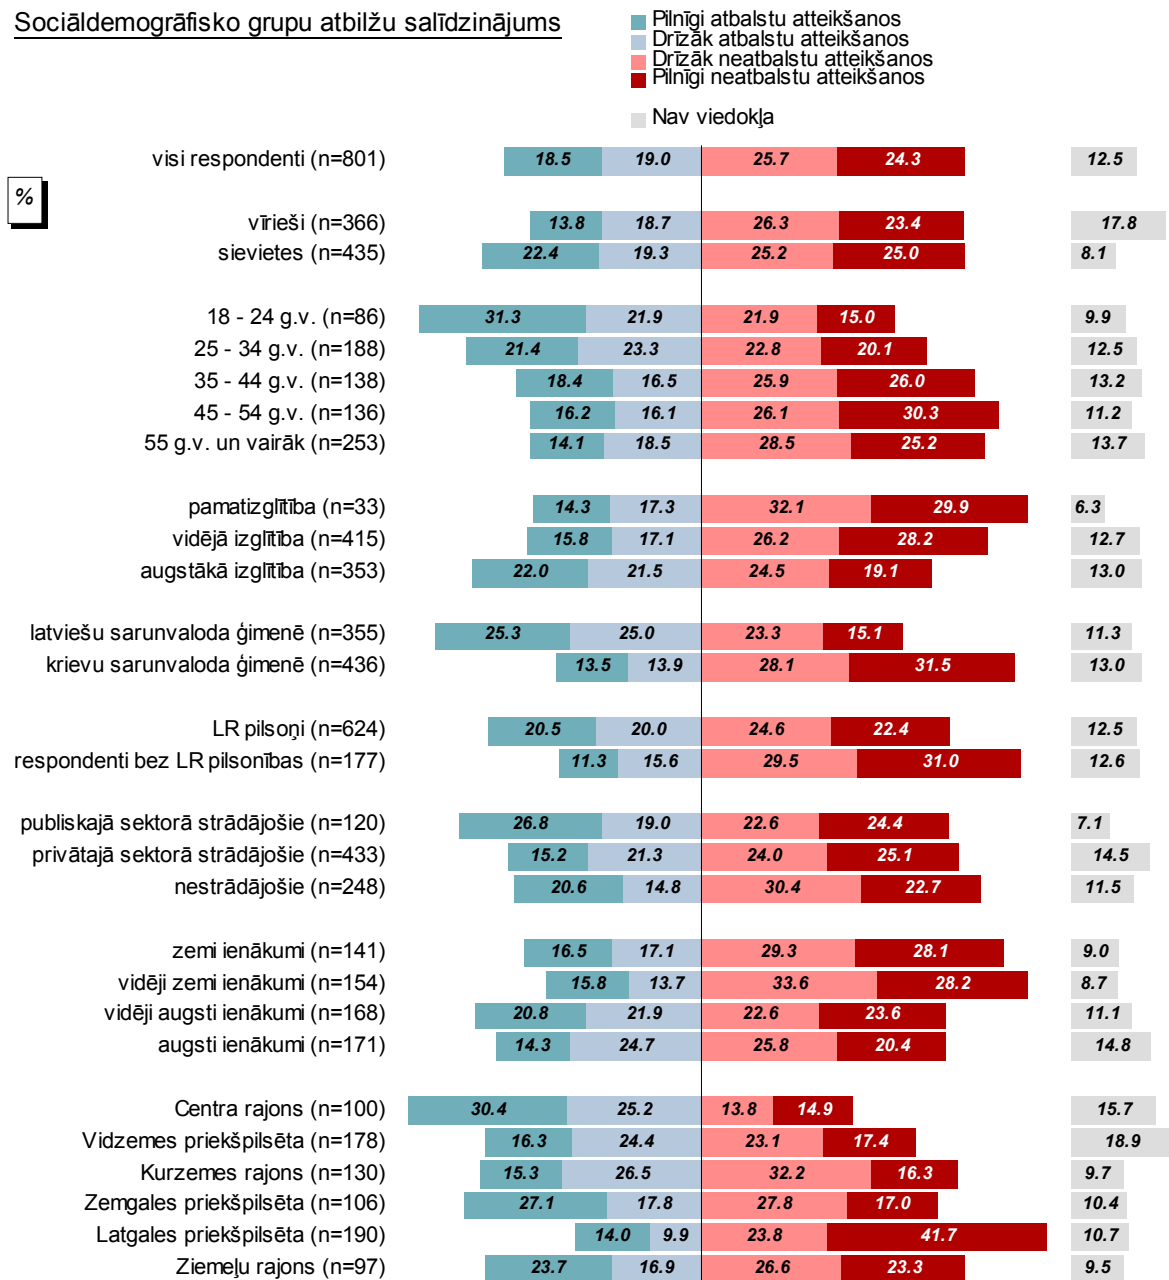 Sociāldemogrāfisko grupu atbilžu salīdzinājums
Pilnīgi atbalstu atteikšanos
Drīzāk atbalstu atteikšanos
Drīzāk neatbalstu atteikšanos
Pilnīgi neatbalstu atteikšanos
Nav viedokļa
%
visi respondenti (n=801) 18.5 19.0 25.7 24.3 12.5
vīrieši (n=366) 13.8 18.7 26.3 23.4 17.8
sievietes (n=435) 22.4 19.3 25.2 25.0 8.1
18 - 24 g.v. (n=86) 31.3 21.9 21.9 15.0 9.9
25 - 34 g.v. (n=188) 21.4 23.3 22.8 20.1 12.5
35 - 44 g.v. (n=138) 18.4 16.5 25.9 26.0 13.2
45 - 54 g.v. (n=136) 16.2 16.1 26.1 30.3 11.2
55 g.v. un vairāk (n=253) 14.1 18.5 28.5 25.2 13.7
pamatizglītība (n=33) 14.3 17.3 32.1 29.9 6.3
vidējā izglītība (n=415) 15.8 17.1 26.2 28.2 12.7
augstākā izglītība (n=353) 22.0 21.5 24.5 19.1 13.0
latviešu sarunvaloda ģimenē (n=355) 25.3 25.0 23.3 15.1 11.3
krievu sarunvaloda ģimenē (n=436) 13.5 13.9 28.1 31.5 13.0
LR pilsoņi (n=624) 20.5 20.0 24.6 22.4 12.5
respondenti bez LR pilsonības (n=177) 11.3 15.6 29.5 31.0 12.6
publiskajā sektorā strādājošie (n=120) 26.8 19.0 22.6 24.4 7.1
privātajā sektorā strādājošie (n=433) 15.2 21.3 24.0 25.1 14.5
nestrādājošie (n=248) 20.6 14.8 30.4 22.7 11.5
zemi ienākumi (n=141) 16.5 17.1 29.3 28.1 9.0
vidēji zemi ienākumi (n=154) 15.8 13.7 33.6 28.2 8.7
vidēji augsti ienākumi (n=168) 20.8 21.9 22.6 23.6 11.1
augsti ienākumi (n=171) 14.3 24.7 25.8 20.4 14.8
Centra rajons (n=100) 30.4 25.2 13.8 14.9 15.7
Vidzemes priekšpilsēta (n=178) 16.3 24.4 23.1 17.4 18.9
Kurzemes rajons (n=130) 15.3 26.5 32.2 16.3 9.7
Zemgales priekšpilsēta (n=106) 27.1 17.8 27.8 17.0 10.4
Latgales priekšpilsēta (n=190) 14.0 9.9 23.8 41.7 10.7
Ziemeļu rajons (n=97) 23.7 16.9 26.6 23.3 9.5